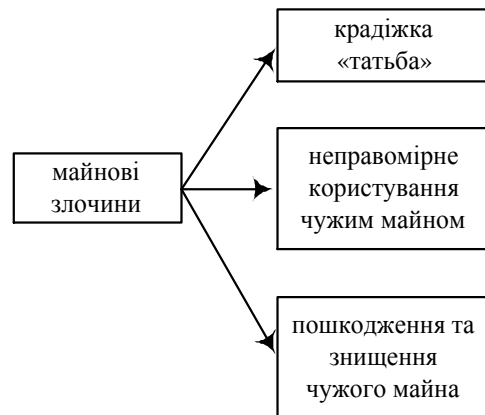 крадіжка
«татьба»
майнові
злочини
неправомірне
користування
чужим майном
пошкодження та
знищення
чужого майна